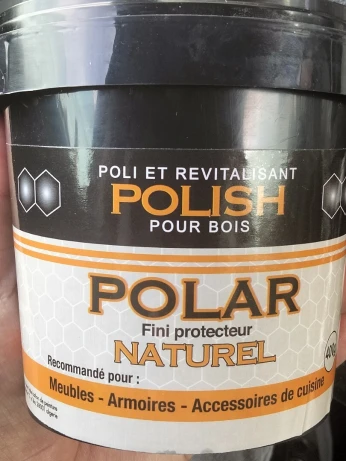 POLI ET REVITALISANT
POLISH
POUR BOIS
POLAR
Fini protecteur
NATUREL
400g
Recommandé pour :
Meubles - Armoires - Accessoires de cuisine